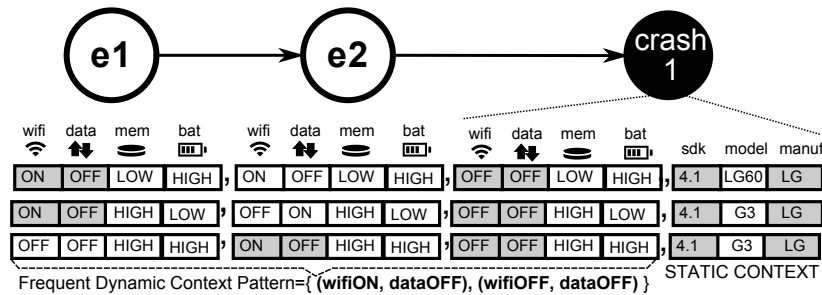 e1 e2 crash 1
wifi data mem bat wifi data mem bat wifi data mem bat sdk model manuf
ON OFF LOW HIGH , ON OFF LOW HIGH , OFF OFF LOW HIGH , 4.1 LG60 LG
ON OFF HIGH LOW , OFF ON HIGH LOW , OFF OFF HIGH LOW , 4.1 G3 LG
OFF OFF HIGH HIGH , ON OFF HIGH HIGH , OFF OFF HIGH HIGH , 4.1 G3 LG
Frequent Dynamic Context Pattern={ (wifiON, dataOFF), (wifiOFF, dataOFF) } STATIC CONTEXT